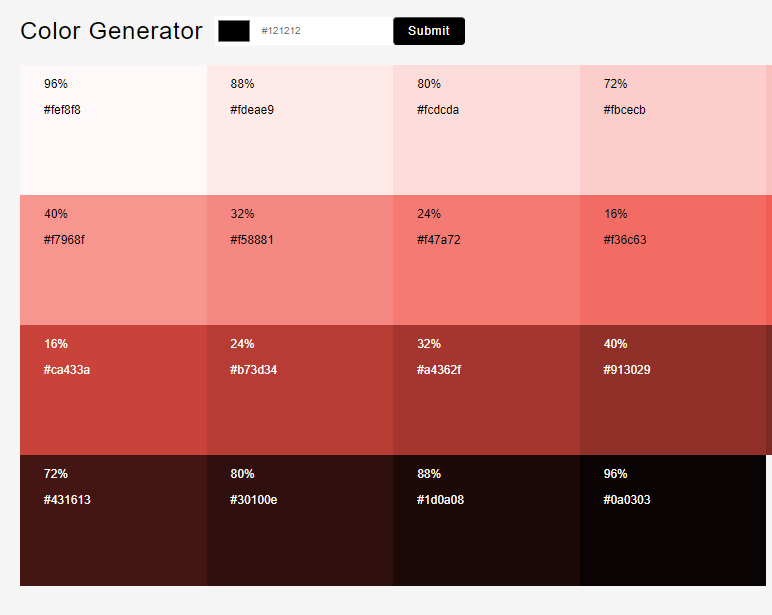 Color Generator
#121212
Submit
96%
#fef8f8
88%
#fdeae9
80%
#fcdcda
72%
#fbcecb
40%
#f7968f
32%
#f58881
24%
#f47a72
16%
#f36c63
16%
#ca433a
24%
#b73d34
32%
#a4362f
40%
#913029
72%
#431613
80%
#30100e
88%
#1d0a08
96%
#0a0303